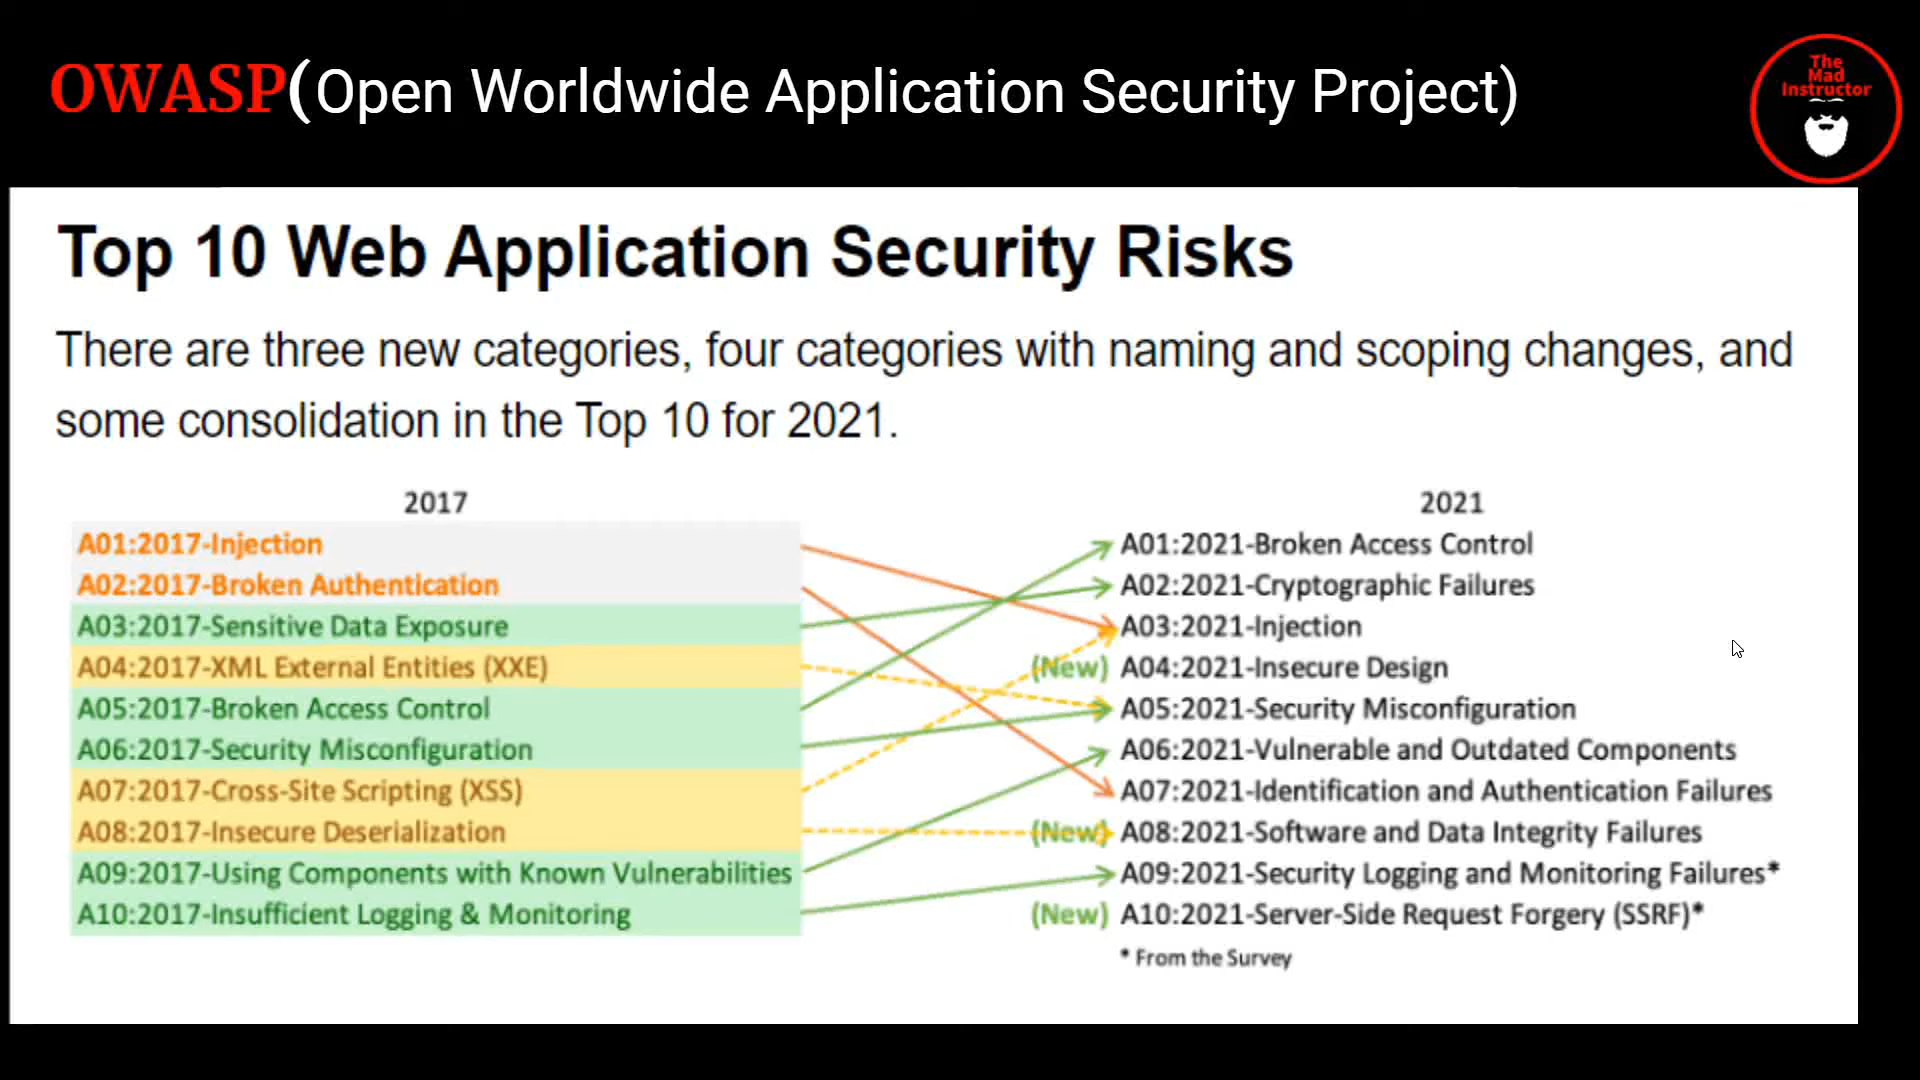 OWASP(Open Worldwide Application Security Project)
The
Mad
Instructor
Top 10 Web Application Security Risks
There are three new categories, four categories with naming and scoping changes, and
some consolidation in the Top 10 for 2021.
2017
A01:2017-Injection
A02:2017-Broken Authentication
A03:2017-Sensitive Data Exposure
A04:2017-XML External Entities (XXE)
A05:2017-Broken Access Control
A06:2017-Security Misconfiguration
A07:2017-Cross-Site Scripting (XSS)
A08:2017-Insecure Deserialization
A09:2017-Using Components with Known Vulnerabilities
A10:2017-Insufficient Logging & Monitoring
2021
A01:2021-Broken Access Control
A02:2021-Cryptographic Failures
A03:2021-Injection
(New) A04:2021-Insecure Design
A05:2021-Security Misconfiguration
A06:2021-Vulnerable and Outdated Components
A07:2021-Identification and Authentication Failures
(New) A08:2021-Software and Data Integrity Failures
A09:2021-Security Logging and Monitoring Failures*
(New) A10:2021-Server-Side Request Forgery (SSRF)*
* From the Survey